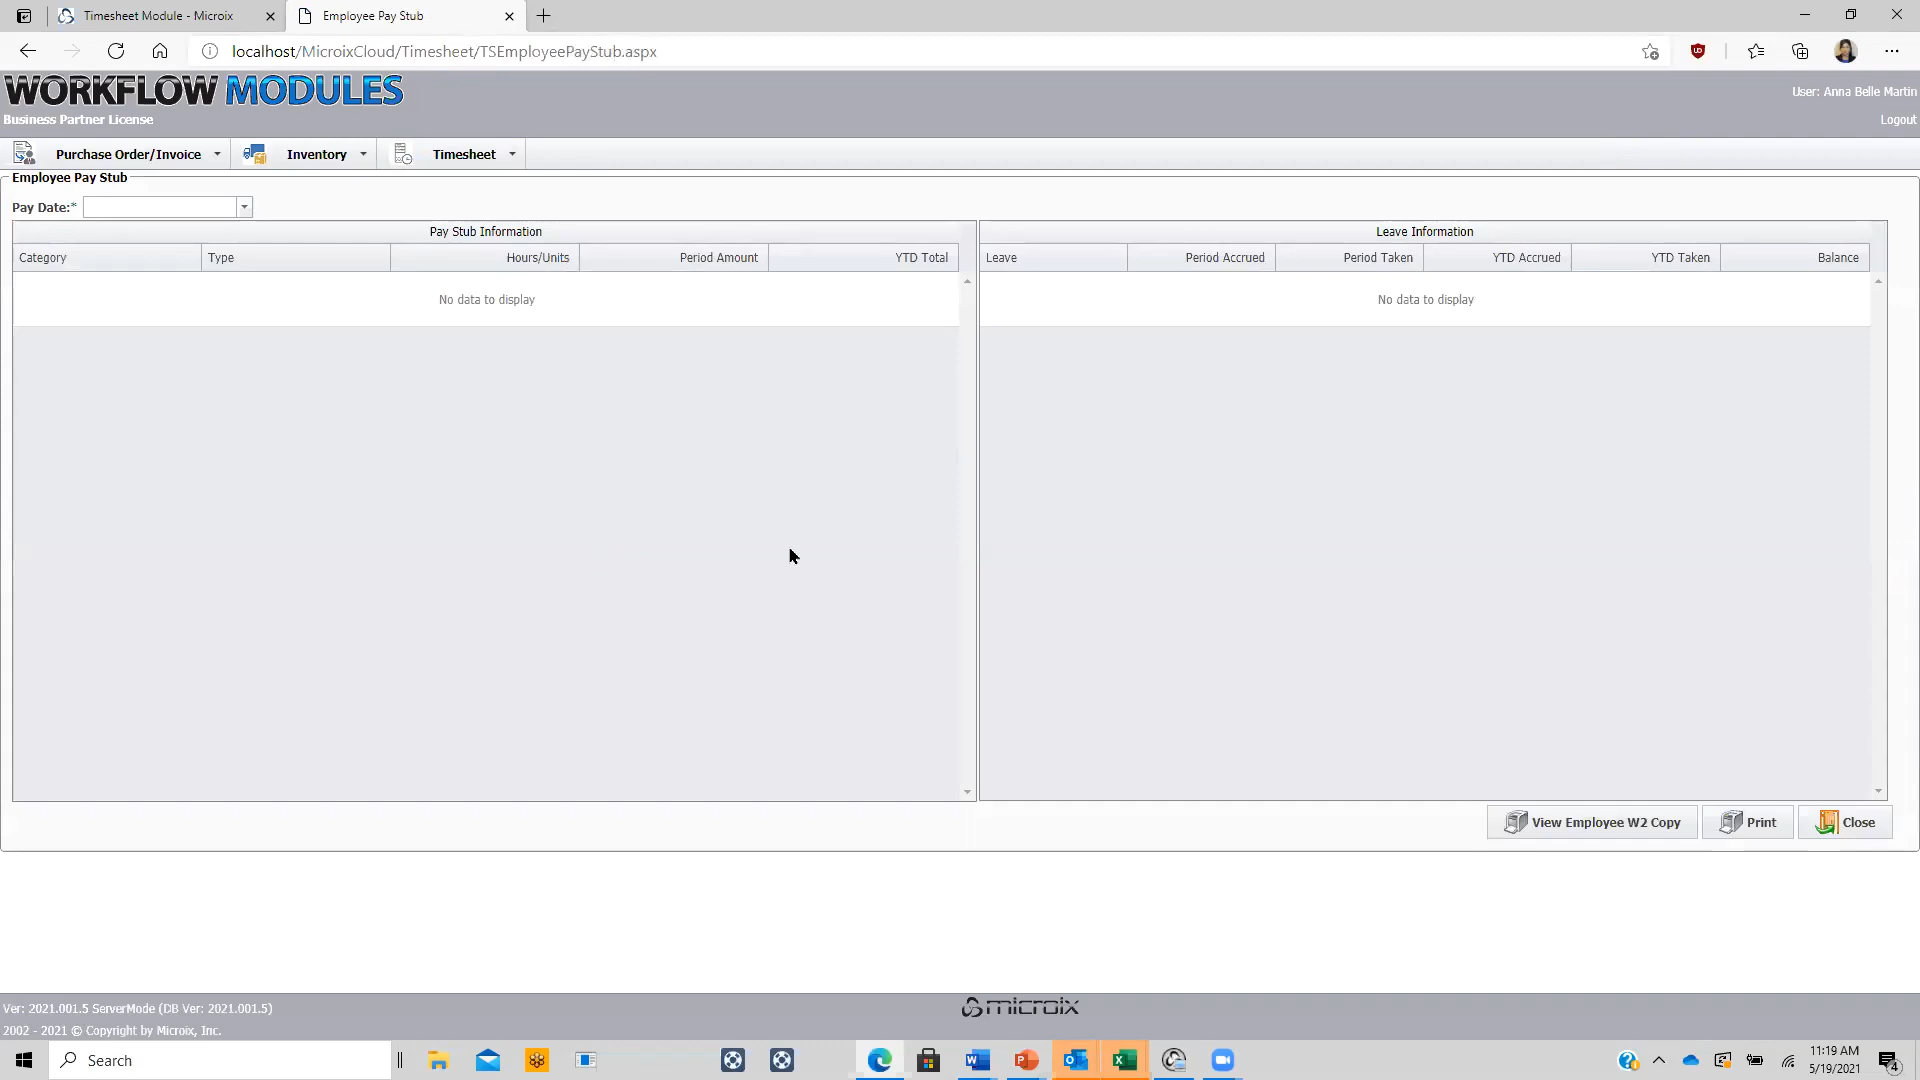 Timesheet Module - Microix
Employee Pay Stub
localhost/MicroixCloud/Timesheet/TSEmployeePayStub.aspx
WORKFLOW MODULES
User: Anna Belle Martin
Business Partner License
Logout
Purchase Order/Invoice
Inventory
Timesheet
Employee Pay Stub
Pay Date:*
Pay Stub Information
Leave Information
Category
Type
Hours/Units
Period Amount
YTD Total
Leave
Period Accrued
Period Taken
YTD Accrued
YTD Taken
Balance
No data to display
No data to display
View Employee W2 Copy
Print
Close
Ver: 2021.001.5 ServerMode (DB Ver: 2021.001.5)
microix
2002 - 2021 © Copyright by Microix, Inc.
Search
11:19 AM
5/19/2021
4